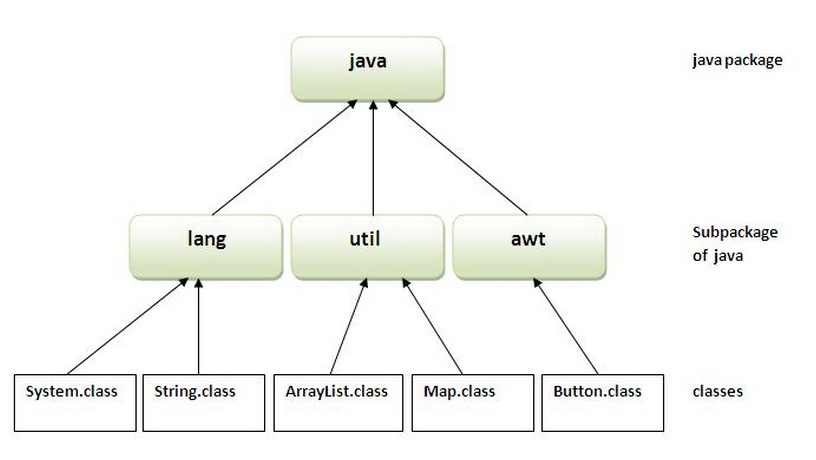 java
java package
lang
util
awt
Subpackage
of java
System.class
String.class
ArrayList.class
Map.class
Button.class
classes